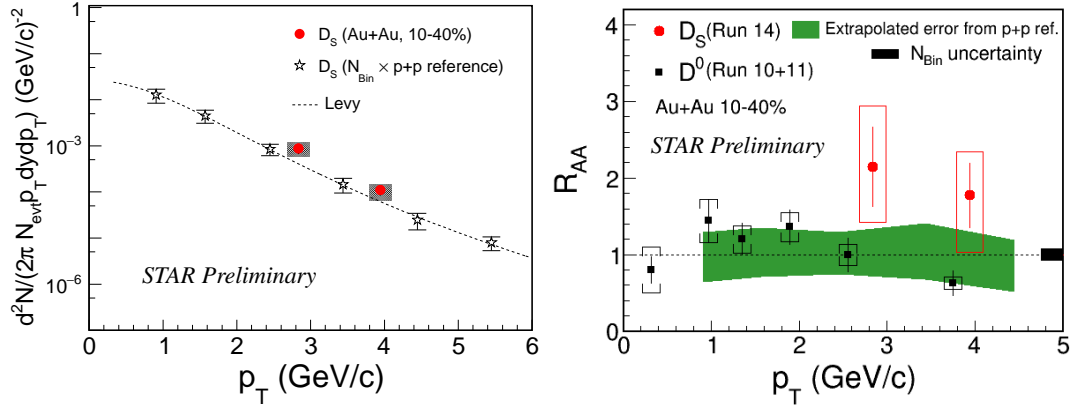 1
10⁻³
10⁻⁶
d²N/(2π N_evt p_T dydp_T) (GeV/c)⁻²
D_S (Au+Au, 10-40%)
D_S (N_Bin × p+p reference)
Levy
STAR Preliminary
0 1 2 3 4 5 6
p_T (GeV/c)
4
3
2
1
0
R_AA
D_S (Run 14)
Extrapolated error from p+p ref.
D⁰ (Run 10+11)
N_Bin uncertainty
Au+Au 10-40%
STAR Preliminary
0 1 2 3 4 5
p_T (GeV/c)